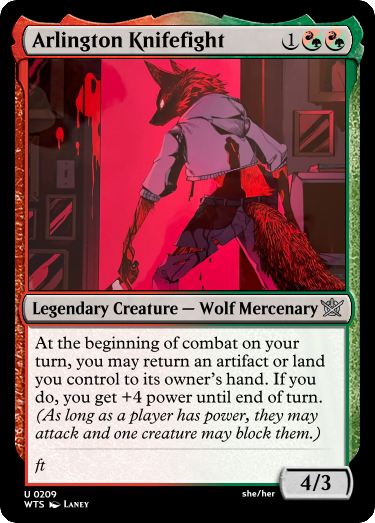 Arlington Knifefight 1
Legendary Creature — Wolf Mercenary
At the beginning of combat on your
turn, you may return an artifact or land
you control to its owner's hand. If you
do, you get +4 power until end of turn.
(As long as a player has power, they may
attack and one creature may block them.)
ft
4/3
U 0209
she/her
WTS LANEY